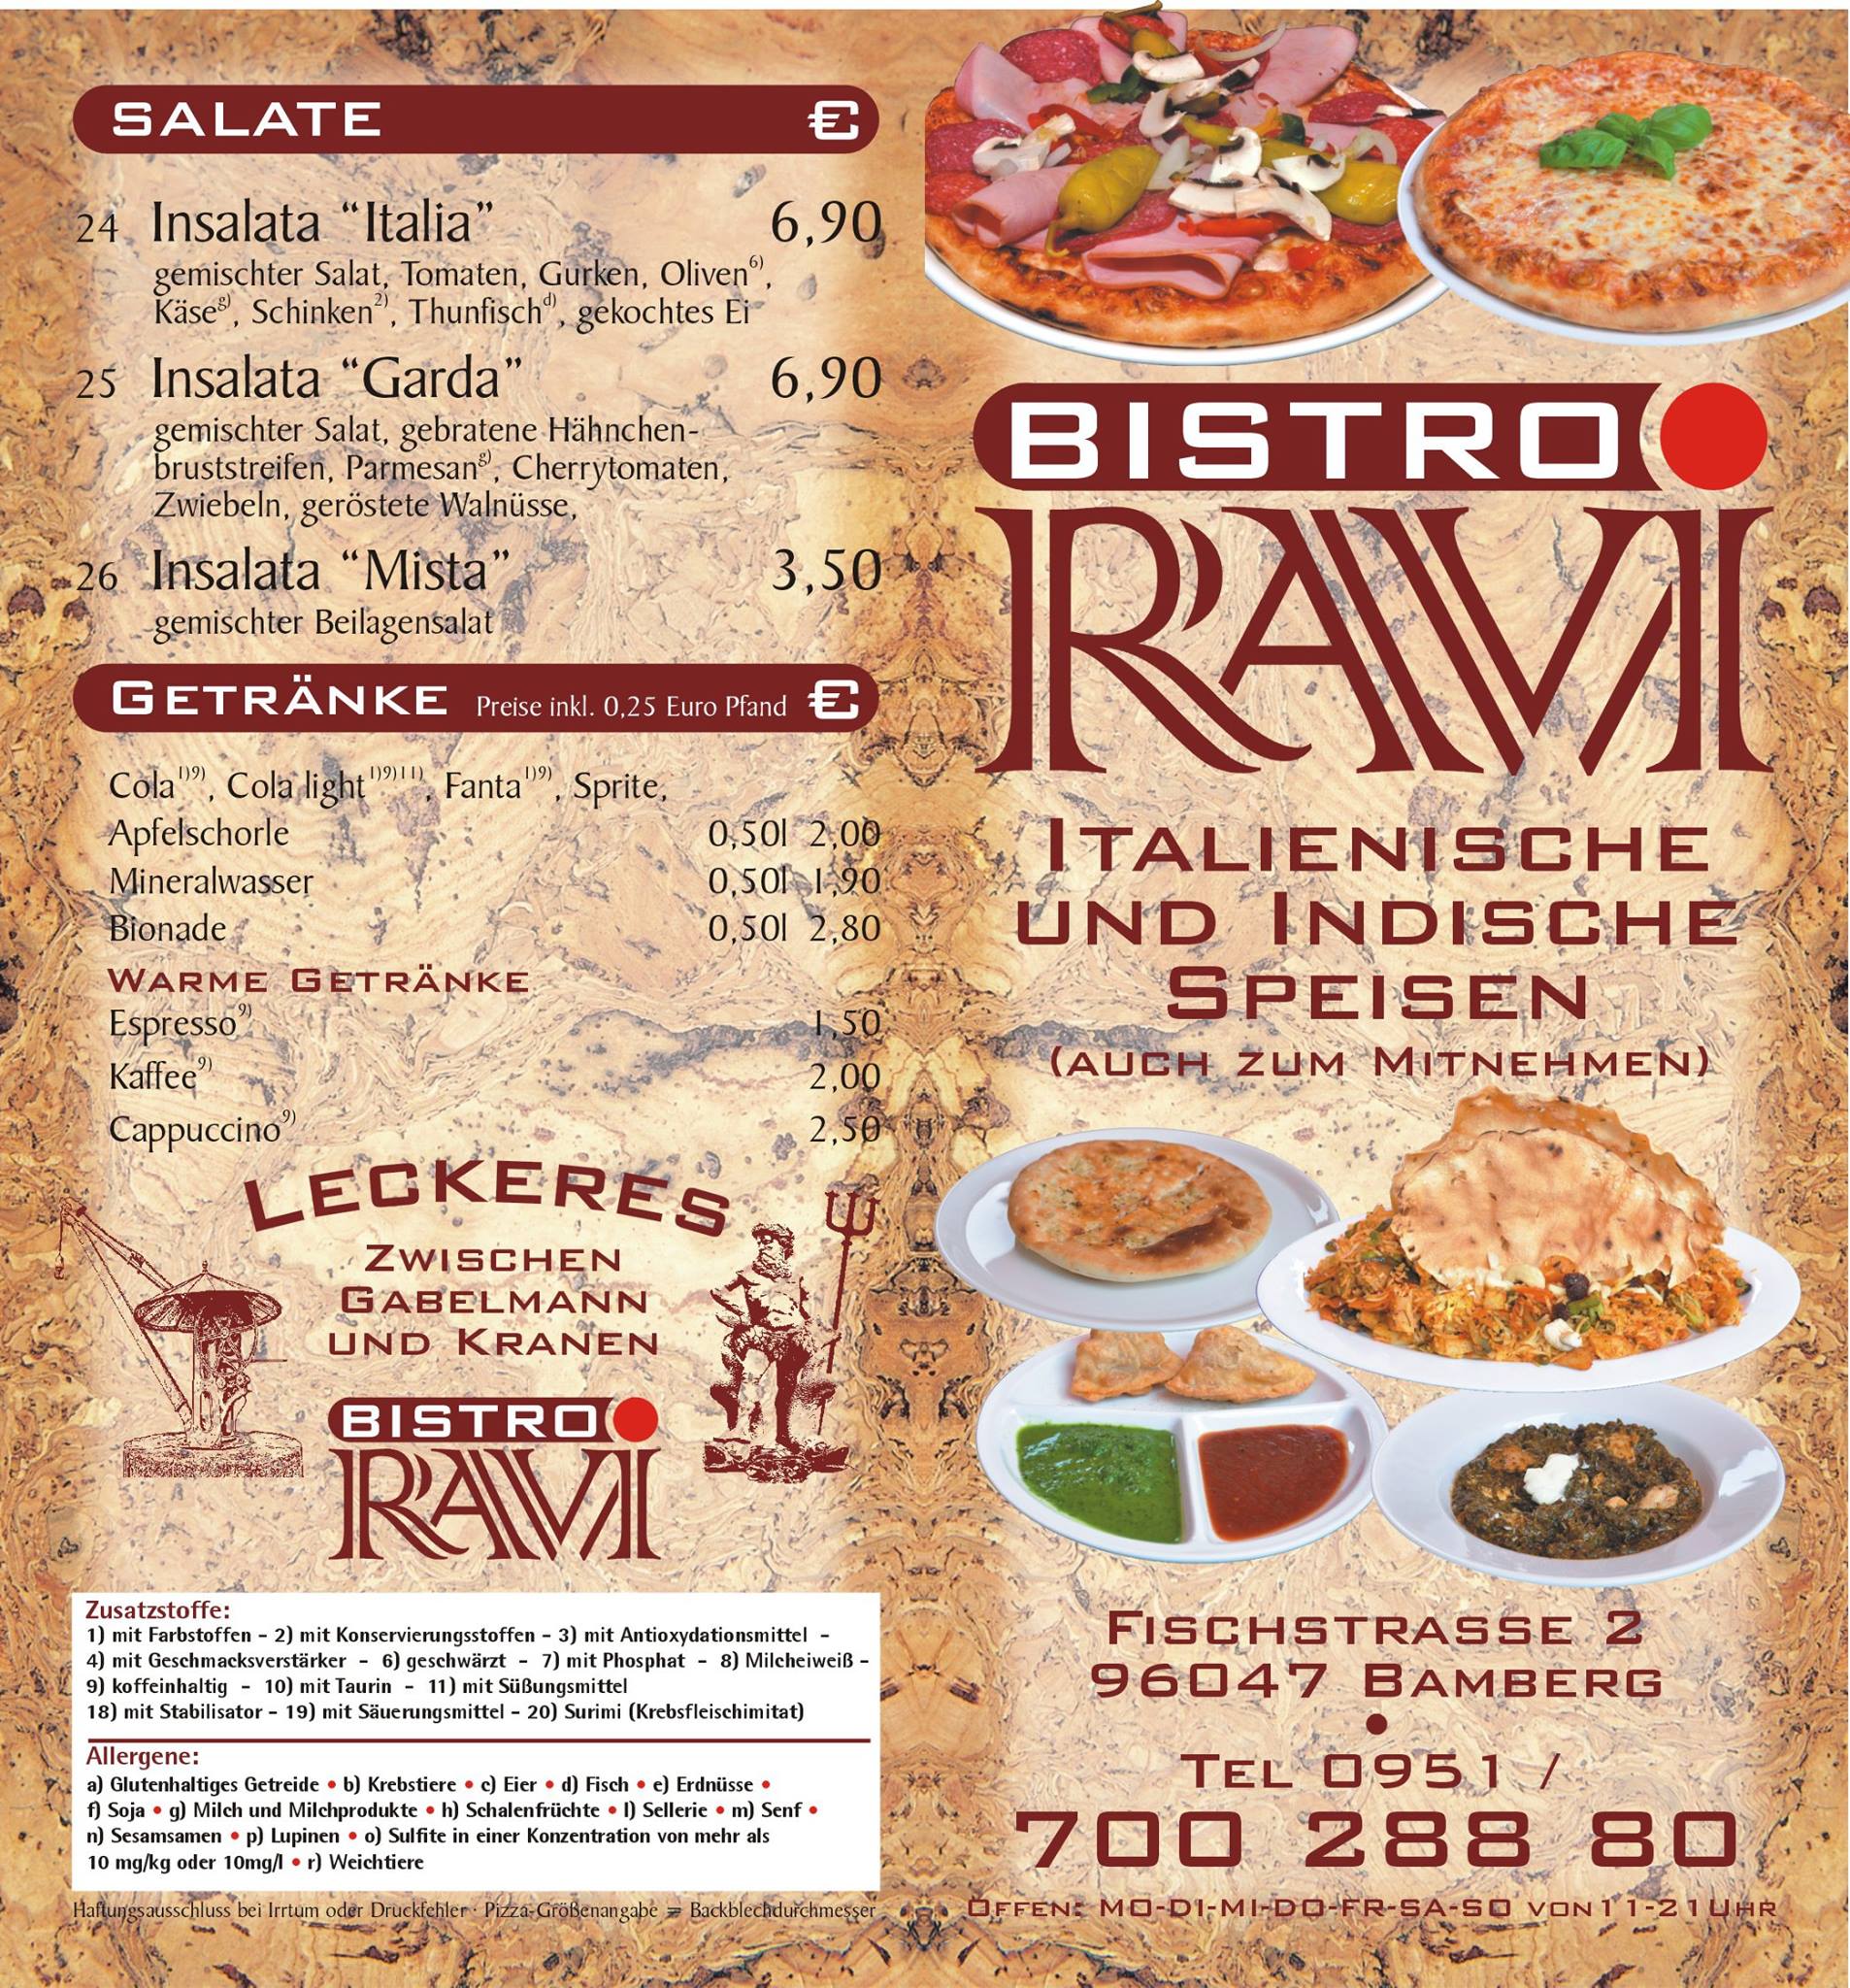 SALATE €
24 Insalata “Italia” 6,90
gemischter Salat, Tomaten, Gurken, Oliven6),
Käseg), Schinken2), Thunfischd), gekochtes Ei
25 Insalata “Garda” 6,90
gemischter Salat, gebratene Hähnchen-
bruststreifen, Parmesang), Cherrytomaten,
Zwiebeln, geröstete Walnüsse,
26 Insalata “Mista” 3,50
gemischter Beilagensalat
GETRÄNKE Preise inkl. 0,25 Euro Pfand €
Cola1)9), Cola light1)9)11), Fanta1)9), Sprite,
Apfelschorle 0,50l 2,00
Mineralwasser 0,50l 1,90
Bionade 0,50l 2,80
WARME GETRÄNKE
Espresso9) 1,50
Kaffee9) 2,00
Cappuccino9) 2,50
LECKERES
ZWISCHEN
GABELMANN
UND KRANEN
BISTRO
RAVI
Zusatzstoffe:
1) mit Farbstoffen - 2) mit Konservierungsstoffen - 3) mit Antioxydationsmittel -
4) mit Geschmacksverstärker - 6) geschwärzt - 7) mit Phosphat - 8) Milcheiweiß -
9) koffeinhaltig - 10) mit Taurin - 11) mit Süßungsmittel
18) mit Stabilisator - 19) mit Säuerungsmittel - 20) Surimi (Krebsfleischimitat)
Allergene:
a) Glutenhaltiges Getreide • b) Krebstiere • c) Eier • d) Fisch • e) Erdnüsse •
f) Soja • g) Milch und Milchprodukte • h) Schalenfrüchte • l) Sellerie • m) Senf •
n) Sesamsamen • p) Lupinen • o) Sulfite in einer Konzentration von mehr als
10 mg/kg oder 10mg/l • r) Weichtiere
Haftungsausschluss bei Irrtum oder Druckfehler · Pizza-Größenangabe = Backblechdurchmesser
BISTRO
RAVI
ITALIENISCHE
UND INDISCHE
SPEISEN
(AUCH ZUM MITNEHMEN)
FISCHSTRASSE 2
96047 BAMBERG
•
TEL 0951 /
700 288 80
OFFEN: MO-DI-MI-DO-FR-SA-SO VON 11-21 UHR